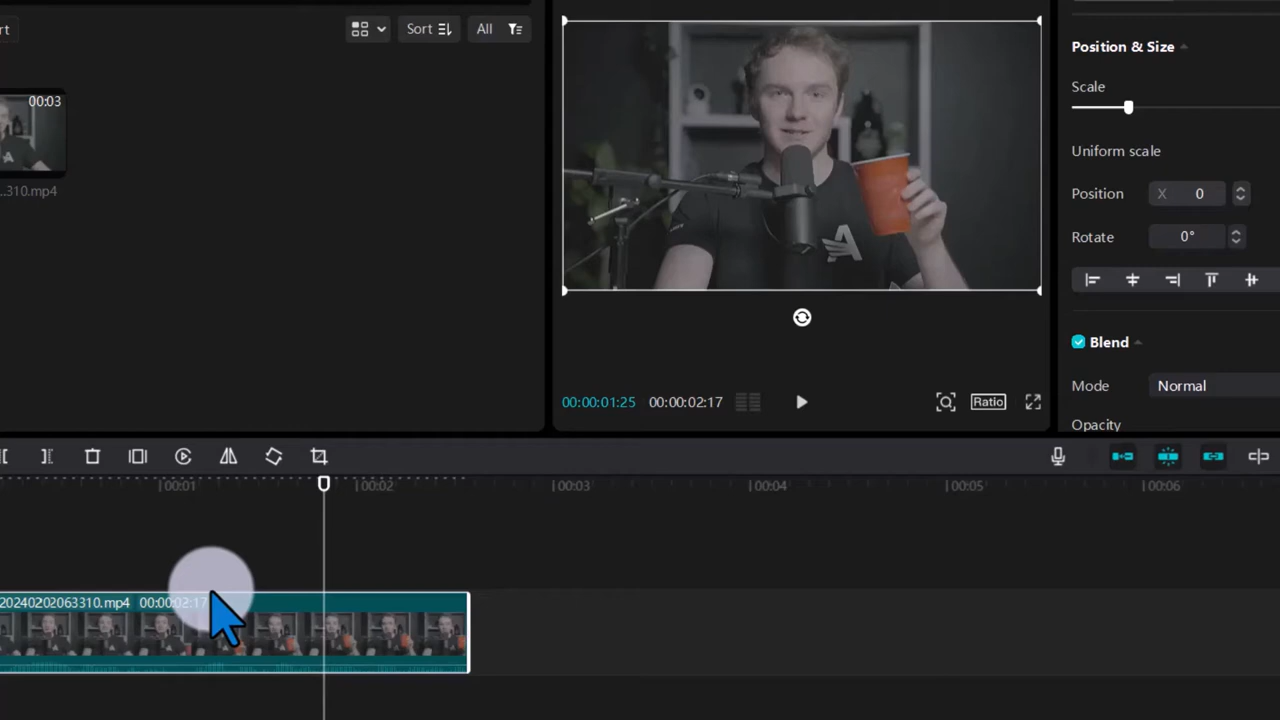 rt
Sort
All
00:03
...310.mp4
Position & Size
Scale
Uniform scale
Position X 0
Rotate 0°
Blend
Mode Normal
Opacity
A
00:00:01:25 00:00:02:17
Ratio
00:01 00:02 00:03 00:04 00:05 00:06
20240202063310.mp4 00:00:02:17